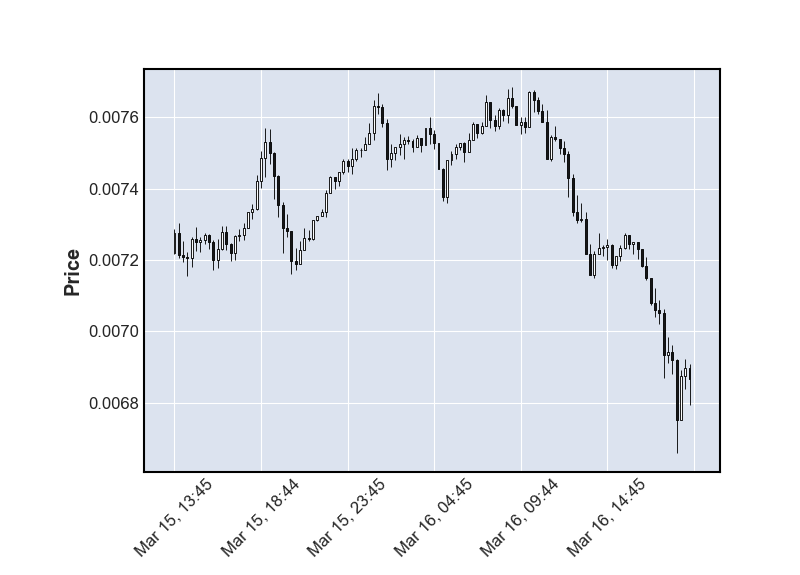 0.0076
0.0074
0.0072
0.0070
0.0068
Price
Mar 15, 13:45
Mar 15, 18:44
Mar 15, 23:45
Mar 16, 04:45
Mar 16, 09:44
Mar 16, 14:45